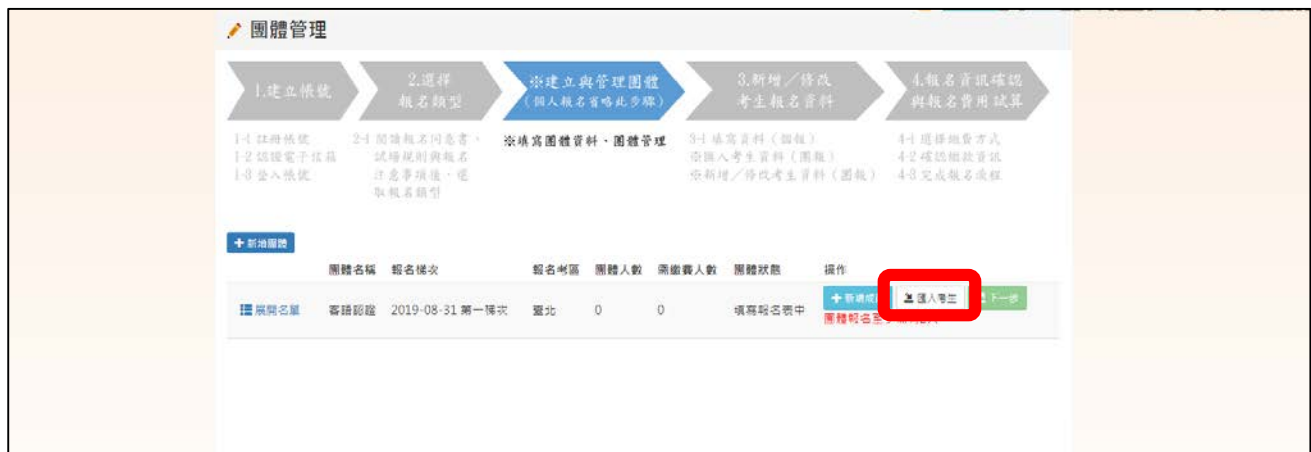 團體管理
1.建立帳號
2.選擇
報名類型
※建立與管理團體
(個人報名省略此步驟)
3.新增/修改
考生報名資料
4.報名資訊確認
與報名費用試算
1-1 註冊帳號
1-2 認證電子信箱
1-3 登入帳號
2-1 閱讀報名同意書、
試場規則與報名
注意事項後,選
取報名類型
※填寫團體資料、團體管理
3-1 填寫資料(個報)
※匯入考生資料(團報)
※新增/修改考生資料(團報)
4-1 選擇繳費方式
4-2 確認繳款資訊
4-3 完成報名流程
新增團體
團體名稱 報名梯次 報名考區 團體人數 需繳費人數 團體狀態 操作
展開名單 客語認證 2019-08-31 第一梯次 臺北 0 0 填寫報名表中 新增成 匯入考生 下一步
團體報名至